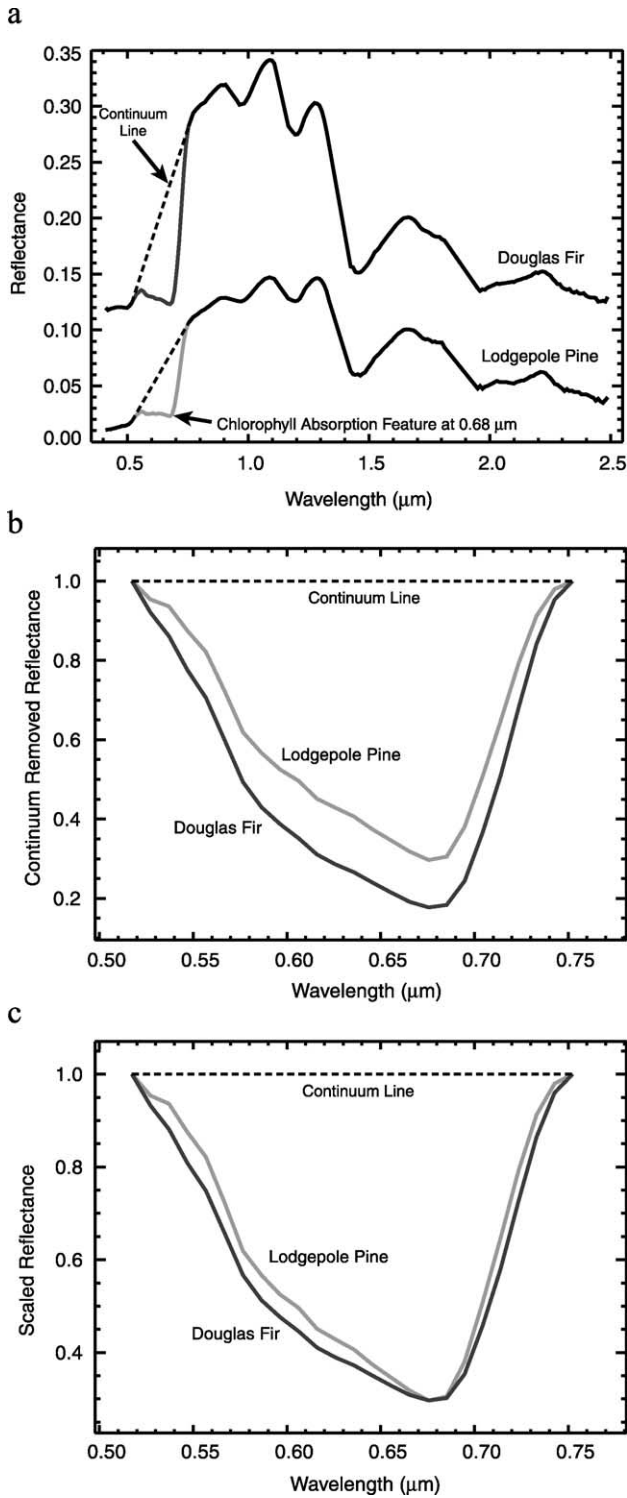 a
0.35
0.30
0.25
0.20
0.15
0.10
0.05
0.00
Reflectance
Continuum
Line
Douglas Fir
Lodgepole Pine
Chlorophyll Absorption Feature at 0.68 μm
0.5 1.0 1.5 2.0 2.5
Wavelength (μm)
b
1.0
0.8
0.6
0.4
0.2
Continuum Removed Reflectance
Continuum Line
Lodgepole Pine
Douglas Fir
0.50 0.55 0.60 0.65 0.70 0.75
Wavelength (μm)
c
1.0
0.8
0.6
0.4
Scaled Reflectance
Continuum Line
Lodgepole Pine
Douglas Fir
0.50 0.55 0.60 0.65 0.70 0.75
Wavelength (μm)